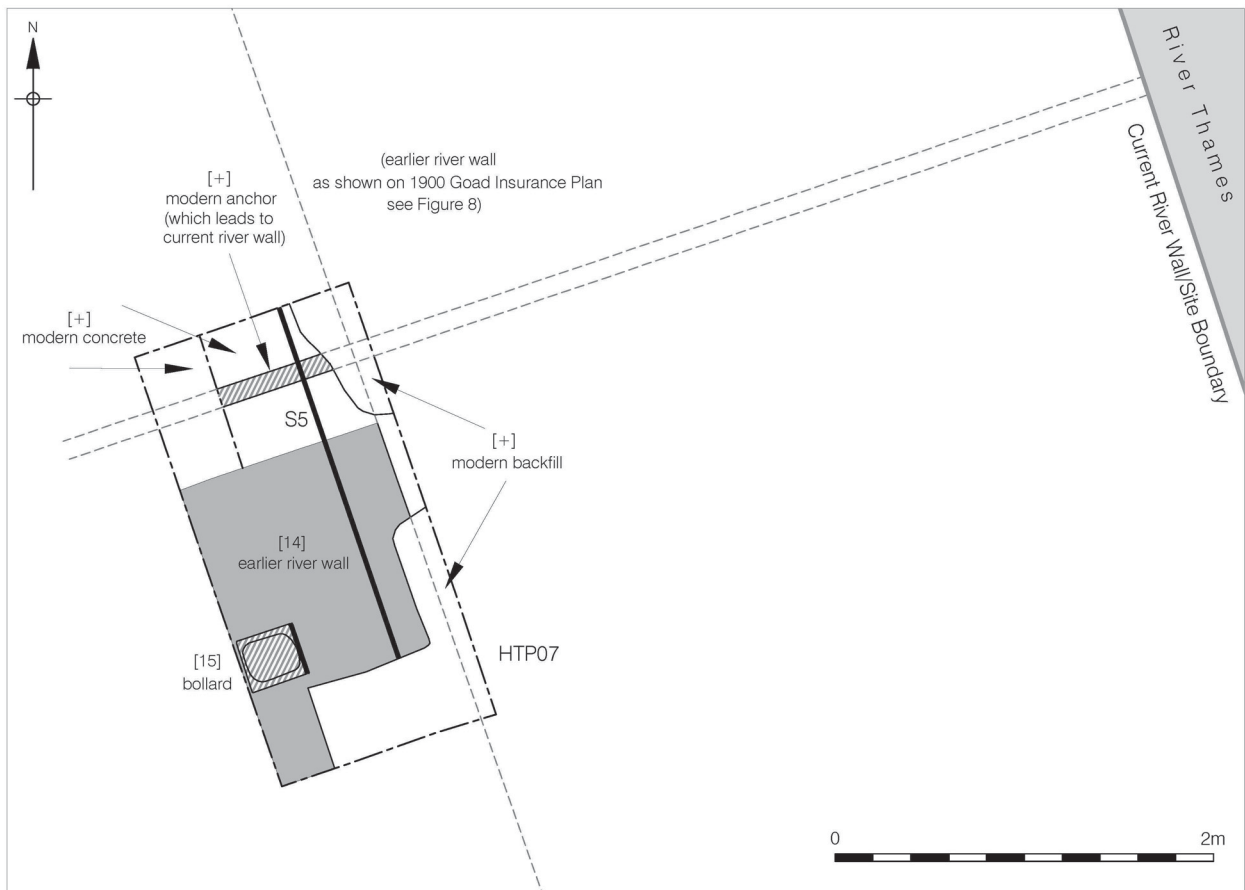 N
River Thames
Current River Wall/Site Boundary
(earlier river wall
as shown on 1900 Goad Insurance Plan
see Figure 8)
[+]
modern anchor
(which leads to
current river wall)
[+]
modern concrete
S5
[+]
modern backfill
[14]
earlier river wall
[15]
bollard
HTP07
0 2m